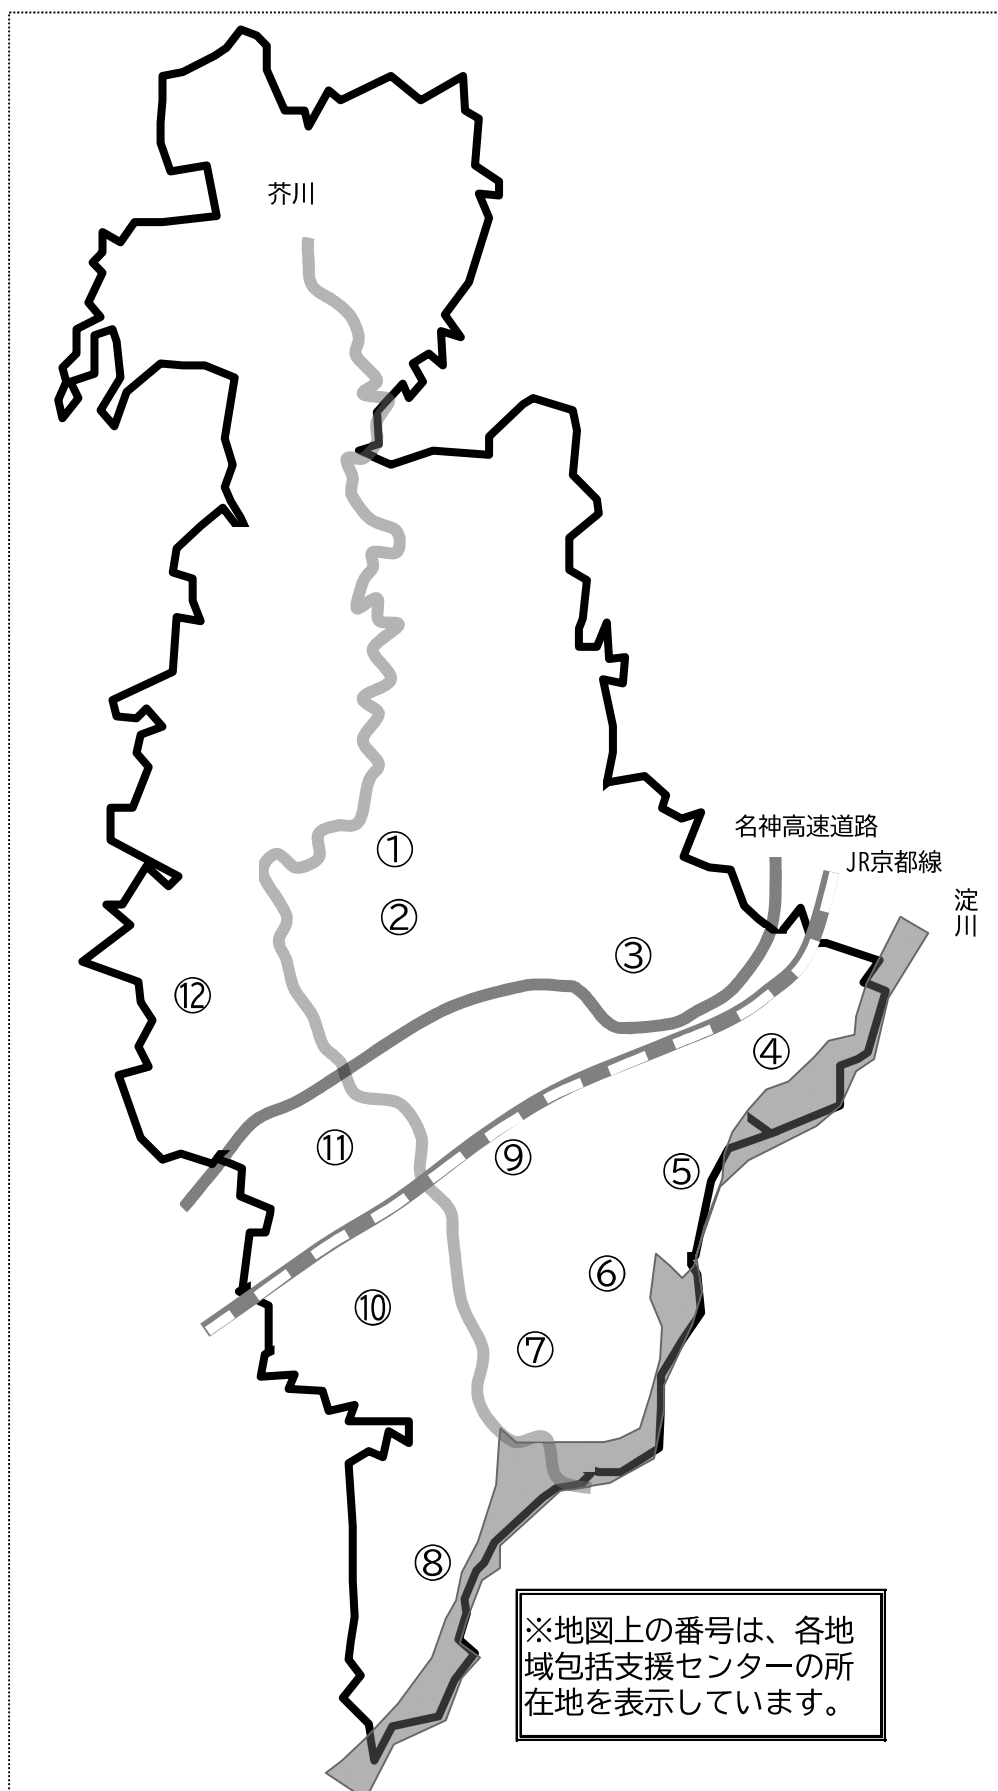 芥川
名神高速道路
JR京都線
淀川
①
②
③
⑫
④
⑪
⑨
⑤
⑥
⑩
⑦
⑧
※地図上の番号は、各地
域包括支援センターの所
在地を表示しています。